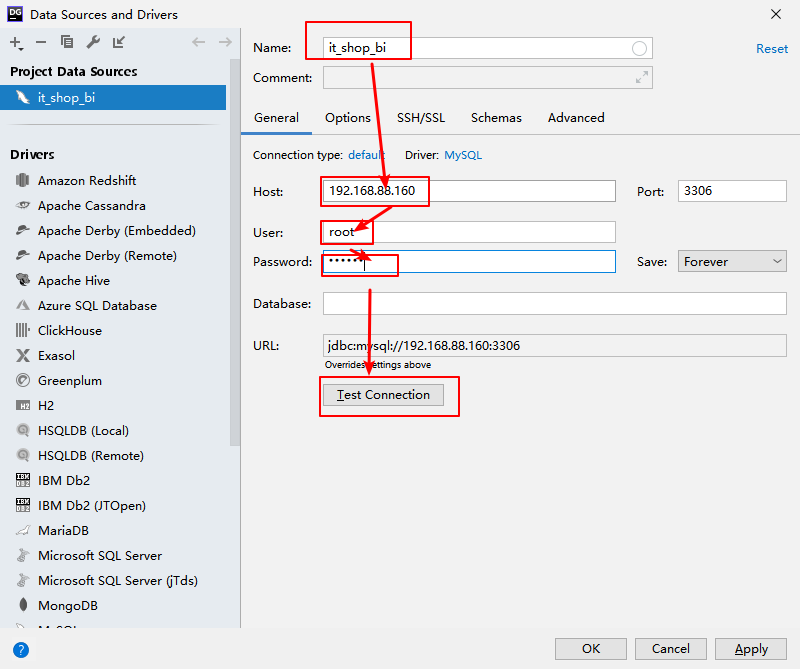 DG Data Sources and Drivers
Project Data Sources
it_shop_bi
Drivers
Amazon Redshift
Apache Cassandra
Apache Derby (Embedded)
Apache Derby (Remote)
Apache Hive
Azure SQL Database
ClickHouse
Exasol
Greenplum
H2
HSQLDB (Local)
HSQLDB (Remote)
IBM Db2
IBM Db2 (JTOpen)
MariaDB
Microsoft SQL Server
Microsoft SQL Server (jTds)
MongoDB
Name: it_shop_bi
Reset
Comment:
General Options SSH/SSL Schemas Advanced
Connection type: default Driver: MySQL
Host: 192.168.88.160 Port: 3306
User: root
Password: •••••• Save: Forever
Database:
URL: jdbc:mysql://192.168.88.160:3306
Overrides settings above
Test Connection
? OK Cancel Apply